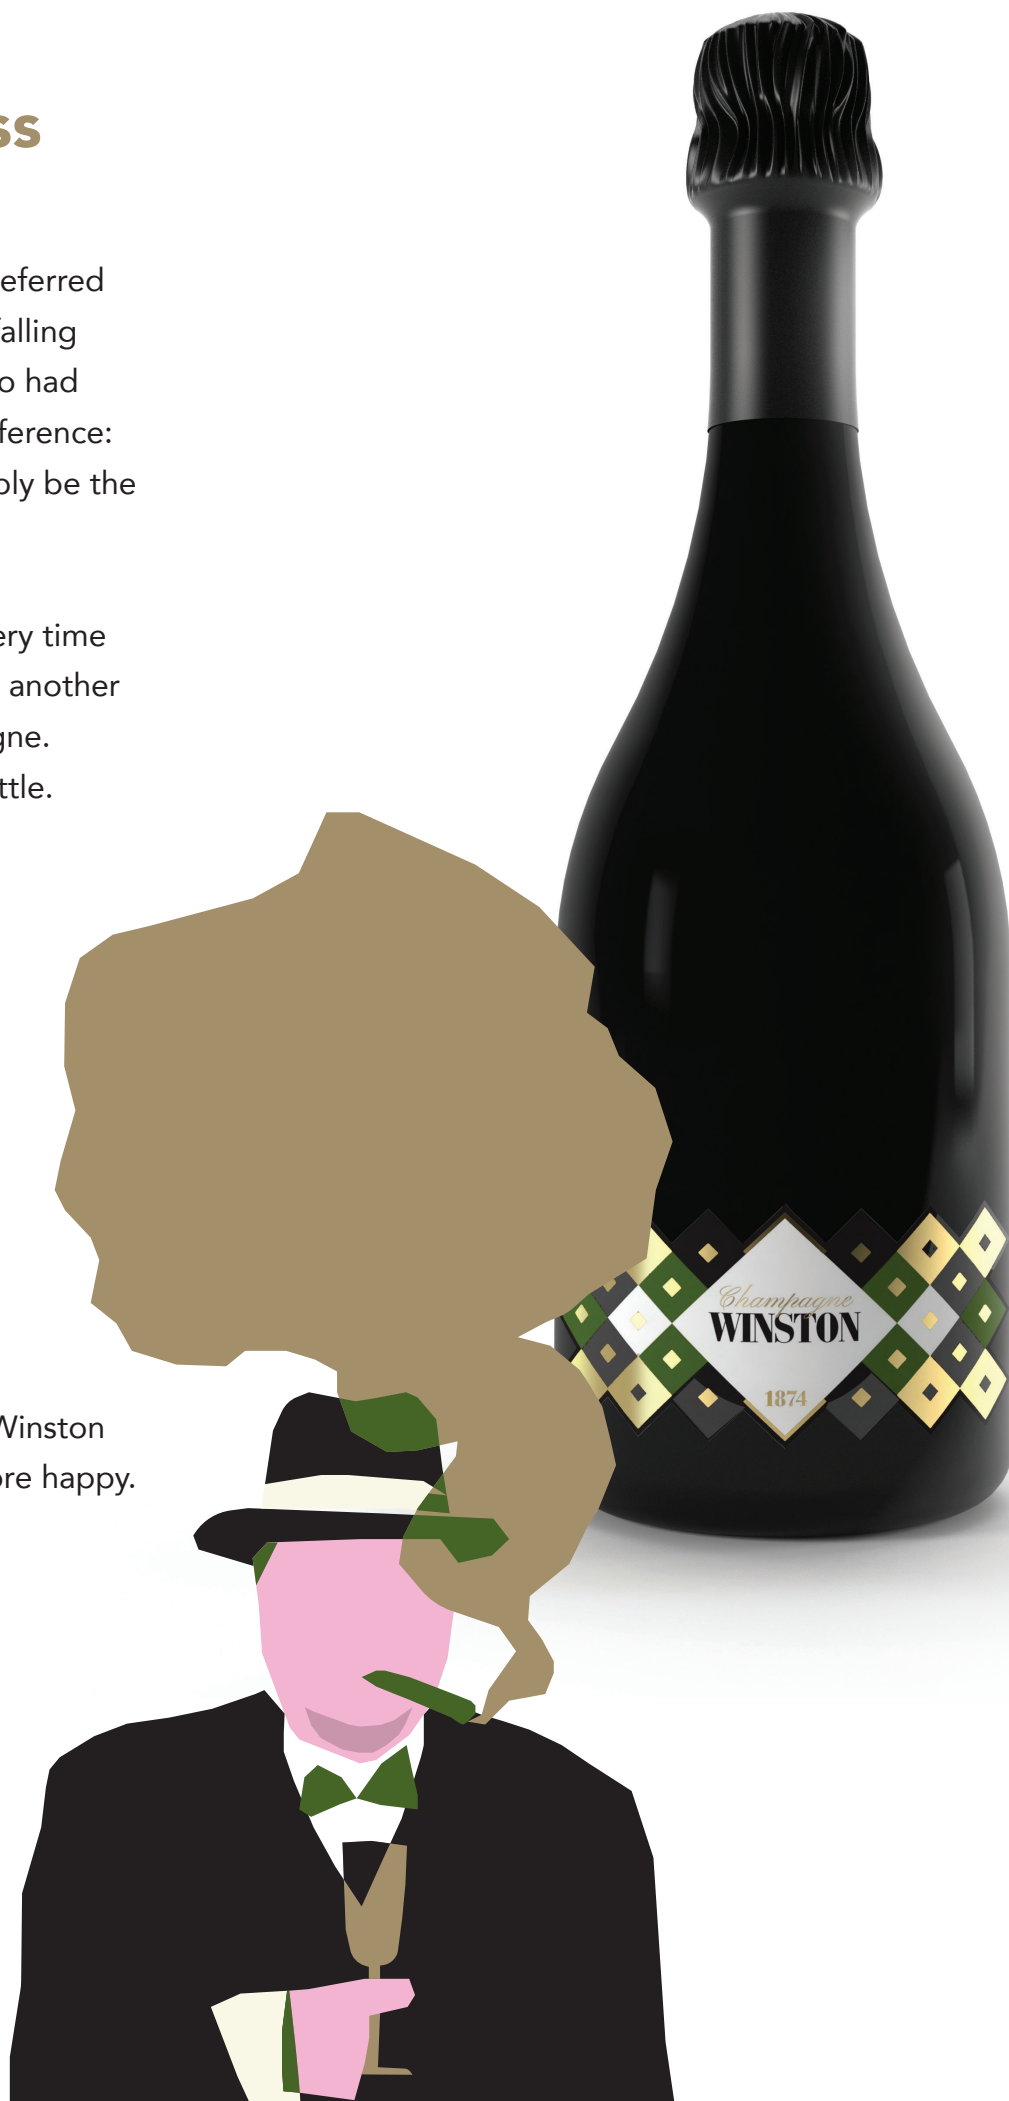 ss
eferred
alling
o had
ference:
bly be the
ery time
another
gne.
ttle.
Champagne
WINSTON
1874
Winston
ore happy.